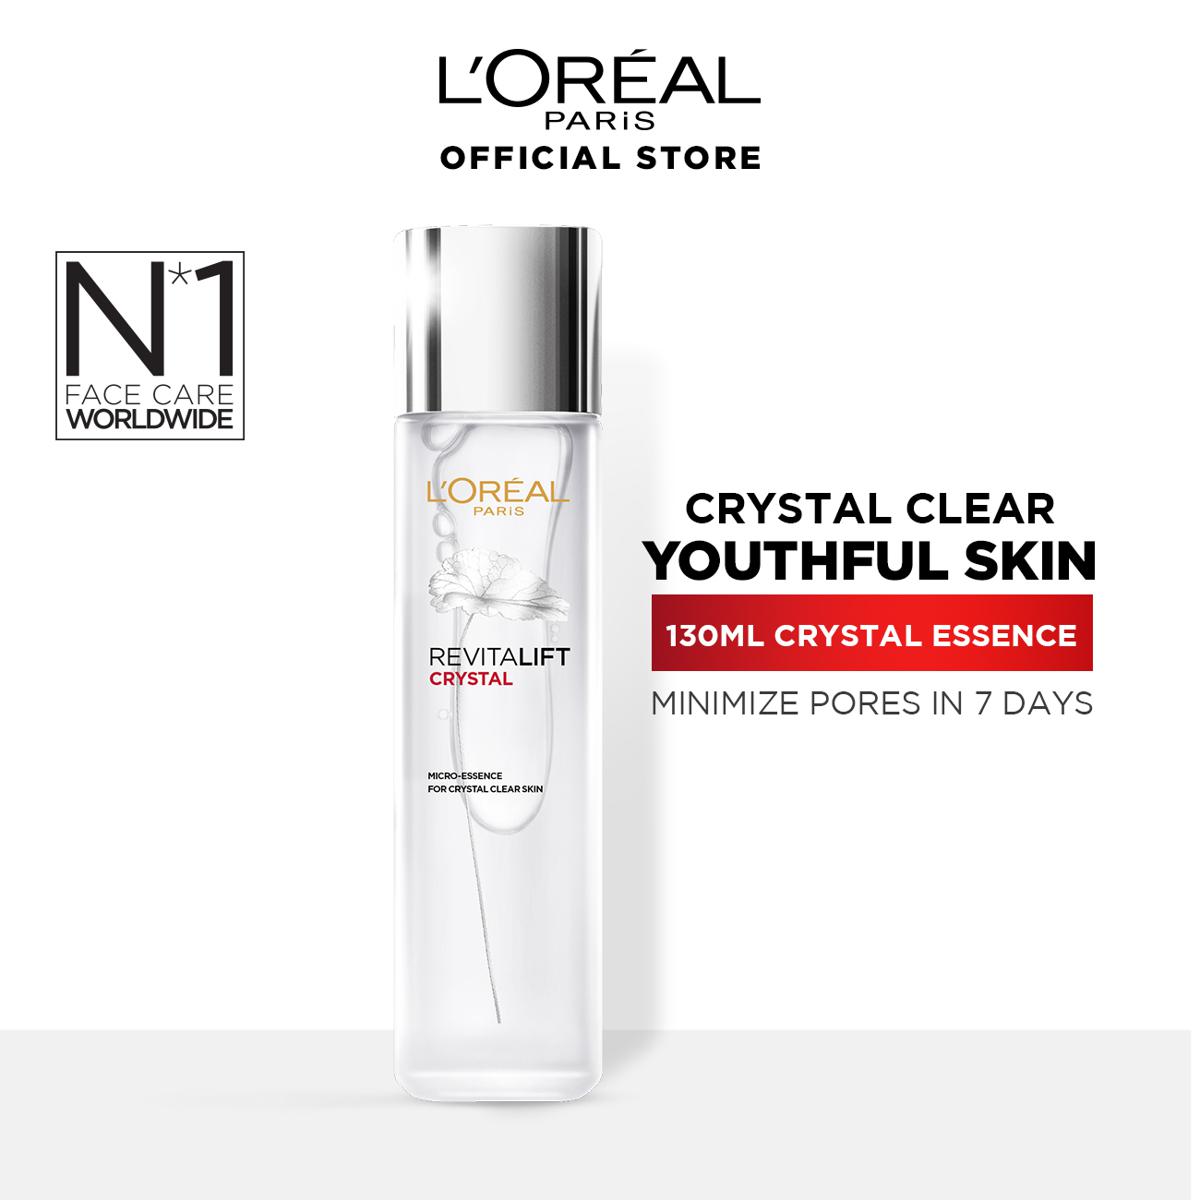 L'ORÉAL
PARiS
OFFICIAL STORE
N*1
FACE CARE
WORLDWIDE
L'ORÉAL
PARiS
REVITALIFT
CRYSTAL
MICRO-ESSENCE
FOR CRYSTAL CLEAR SKIN
CRYSTAL CLEAR
YOUTHFUL SKIN
130ML CRYSTAL ESSENCE
MINIMIZE PORES IN 7 DAYS